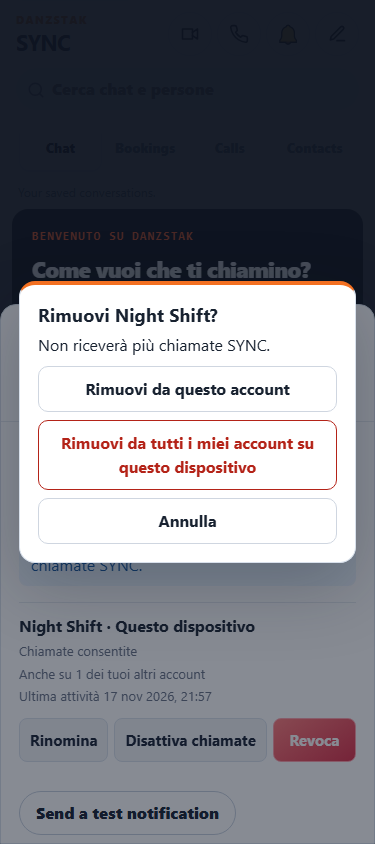 DANZSTAK
SYNC
Cerca chat e persone
Chat
Bookings
Calls
Contacts
Your called conversations
BENVENUTO SU DANZSTAK
Come vuoi che ti chiamino?
Rimuovi Night Shift?
Non riceverà più chiamate SYNC.
Rimuovi da questo account
Rimuovi da tutti i miei account su
questo dispositivo
Annulla
chiamate SYNC.
Night Shift · Questo dispositivo
Chiamate consentite
Anche su 1 dei tuoi altri account
Ultima attività 17 nov 2026, 21:57
Rinomina
Disattiva chiamate
Revoca
Send a test notification